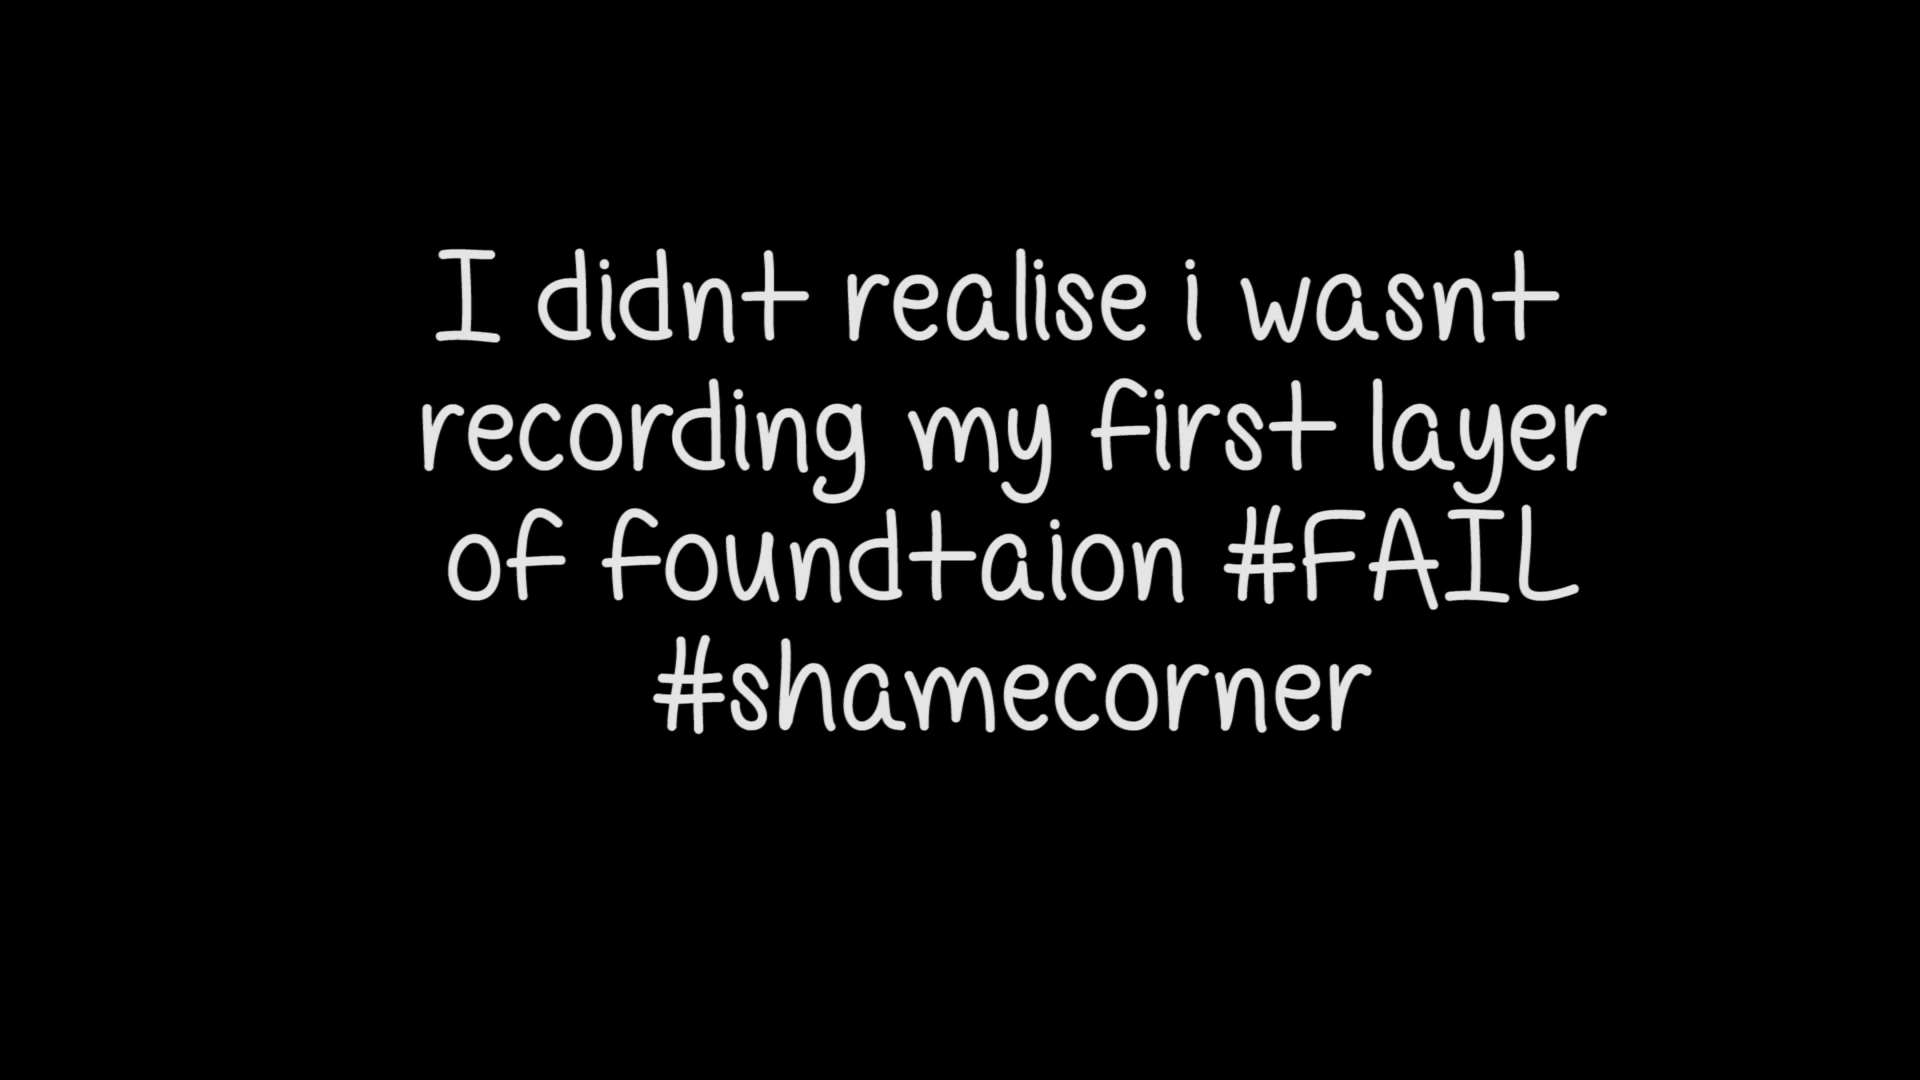 I didnt realise i wasnt
recording my first layer
of foundtaion #FAIL
#shamecorner